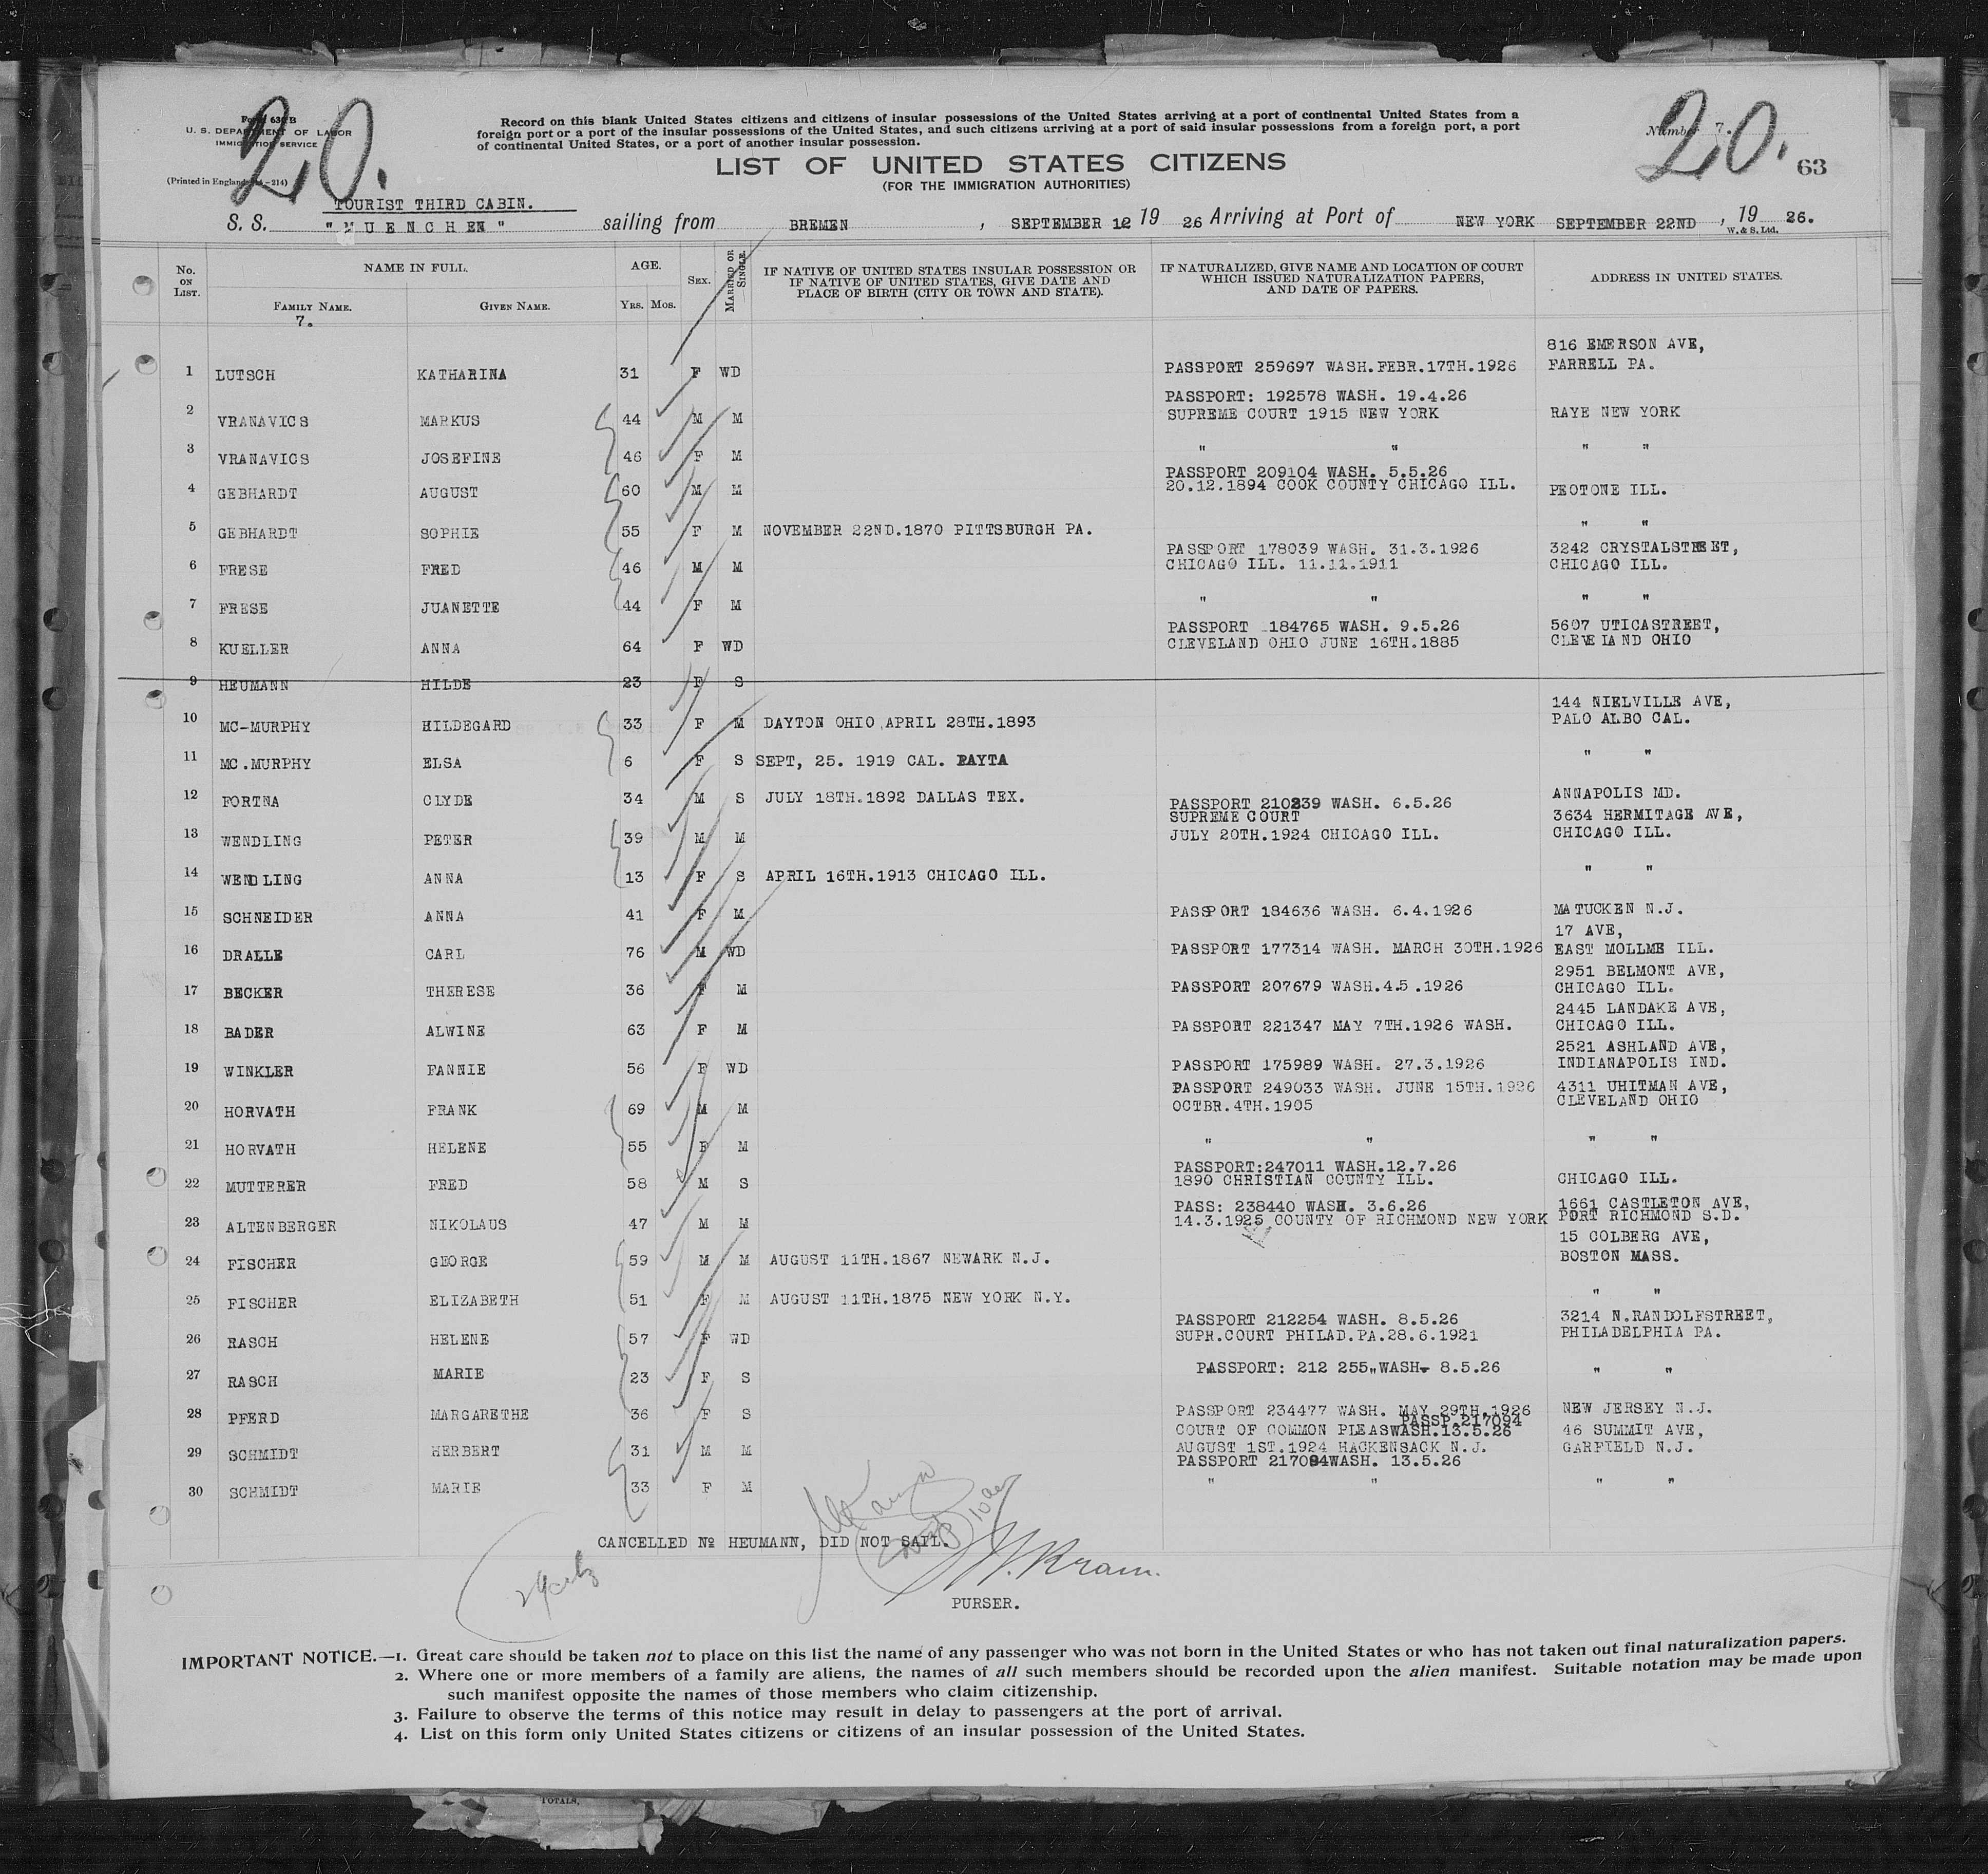 20.
20.
Form 630 B
U. S. DEPARTMENT OF LABOR
IMMIGRATION SERVICE
(Printed in England
214)
Record on this blank United States citizens and citizens of insular possessions of the United States arriving at a port of continental United States from a
foreign port or a port of the insular possessions of the United States, and such citizens arriving at a port of said insular possessions from a foreign port, a port
of continental United States, or a port of another insular possession.
LIST OF UNITED STATES CITIZENS
(FOR THE IMMIGRATION AUTHORITIES)
Number 7.
63
TOURIST THIRD CABIN.
S. S. "MUENCHEN" sailing from BREMEN, SEPTEMBER 12 19 26 Arriving at Port of NEW YORK SEPTEMBER 22ND, 19 26.
W. & S. Ltd.
No. ON LIST. NAME IN FULL. AGE. SEX. MARRIED OR SINGLE. IF NATIVE OF UNITED STATES INSULAR POSSESSION OR IF NATIVE OF UNITED STATES, GIVE DATE AND PLACE OF BIRTH (CITY OR TOWN AND STATE). IF NATURALIZED, GIVE NAME AND LOCATION OF COURT WHICH ISSUED NATURALIZATION PAPERS, AND DATE OF PAPERS. ADDRESS IN UNITED STATES.
FAMILY NAME. GIVEN NAME. YRS. MOS.
7.
816 EMERSON AVE,
1 LUTSCH KATHARINA 31 F WD PASSPORT 259697 WASH.FEBR.17TH.1926 FARRELL PA.
PASSPORT: 192578 WASH. 19.4.26
2 VRANAVICS MARKUS 44 M M SUPREME COURT 1915 NEW YORK RAYE NEW YORK
3 VRANAVICS JOSEFINE 46 F M " " " "
PASSPORT 209104 WASH. 5.5.26
4 GEBHARDT AUGUST 60 M M 20.12.1894 COOK COUNTY CHICAGO ILL. PEOTONE ILL.
5 GEBHARDT SOPHIE 55 F M NOVEMBER 22ND.1870 PITTSBURGH PA. " "
PASSPORT 178039 WASH. 31.3.1926 3242 CRYSTALSTREET,
6 FRESE FRED 46 M M CHICAGO ILL. 11.11.1911 CHICAGO ILL.
7 FRESE JUANETTE 44 F M " " " "
PASSPORT 184765 WASH. 9.5.26 5607 UTICASTREET,
8 KUELLER ANNA 64 F WD CLEVELAND OHIO JUNE 16TH.1885 CLEVELAND OHIO
9 HEUMANN HILDE 23 F S
144 NIELVILLE AVE,
10 MC-MURPHY HILDEGARD 33 F M DAYTON OHIO,APRIL 28TH.1893 PALO ALBO CAL.
11 MC.MURPHY ELSA 6 F S SEPT, 25. 1919 CAL. PAYTA " "
12 FORTNA CLYDE 34 M S JULY 18TH.1892 DALLAS TEX. ANNAPOLIS MD.
PASSPORT 210239 WASH. 6.5.26
SUPREME COURT 3634 HERMITAGE AVE,
13 WENDLING PETER 39 M M JULY 20TH.1924 CHICAGO ILL. CHICAGO ILL.
14 WENDLING ANNA 13 F S APRIL 16TH.1913 CHICAGO ILL. " "
15 SCHNEIDER ANNA 41 F M PASSPORT 184636 WASH. 6.4.1926 MATUCKEN N.J.
17 AVE,
16 DRALLE CARL 76 M WD PASSPORT 177314 WASH. MARCH 30TH.1926 EAST MOLLME ILL.
2951 BELMONT AVE,
17 BECKER THERESE 36 F M PASSPORT 207679 WASH.4.5.1926 CHICAGO ILL.
2445 LANDAKE AVE,
18 BADER ALWINE 63 F M PASSPORT 221347 MAY 7TH.1926 WASH. CHICAGO ILL.
2521 ASHLAND AVE,
19 WINKLER FANNIE 56 F WD PASSPORT 175989 WASH. 27.3.1926 INDIANAPOLIS IND.
PASSPORT 249033 WASH. JUNE 15TH.1926 4311 UHITMAN AVE,
20 HORVATH FRANK 69 M M OCTBR.4TH.1905 CLEVELAND OHIO
21 HORVATH HELENE 55 F M " " " "
PASSPORT:247011 WASH.12.7.26
22 MUTTERER FRED 58 M S 1890 CHRISTIAN COUNTY ILL. CHICAGO ILL.
PASS: 238440 WASH. 3.6.26 1661 CASTLETON AVE,
23 ALTENBERGER NIKOLAUS 47 M M 14.3.1925 COUNTY OF RICHMOND NEW YORK PORT RICHMOND S.D.
15 COLBERG AVE,
24 FISCHER GEORGE 59 M M AUGUST 11TH.1867 NEWARK N.J. BOSTON MASS.
25 FISCHER ELIZABETH 51 F M AUGUST 11TH.1875 NEW YORK N.Y. " "
PASSPORT 212254 WASH. 8.5.26 3214 N.RANDOLFSTREET,
26 RASCH HELENE 57 F WD SUPR.COURT PHILAD.PA.28.6.1921 PHILADELPHIA PA.
27 RASCH MARIE 23 F S PASSPORT: 212 255,,WASH. 8.5.26 " "
28 PFERD MARGARETHE 36 F S PASSPORT 234477 WASH. MAY 29TH.1926 NEW JERSEY N.J.
PASSP.217094
COURT OF COMMON PLEASWASH.13.5.26 46 SUMMIT AVE,
29 SCHMIDT HERBERT 31 M M AUGUST 1ST.1924 HACKENSACK N.J. GARFIELD N.J.
PASSPORT 217094WASH. 13.5.26
30 SCHMIDT MARIE 33 F M " " " "
CANCELLED No HEUMANN, DID NOT SAIL.
PURSER.
IMPORTANT NOTICE.—1. Great care should be taken not to place on this list the name of any passenger who was not born in the United States or who has not taken out final naturalization papers.
2. Where one or more members of a family are aliens, the names of all such members should be recorded upon the alien manifest. Suitable notation may be made upon
such manifest opposite the names of those members who claim citizenship.
3. Failure to observe the terms of this notice may result in delay to passengers at the port of arrival.
4. List on this form only United States citizens or citizens of an insular possession of the United States.
TOTALS.